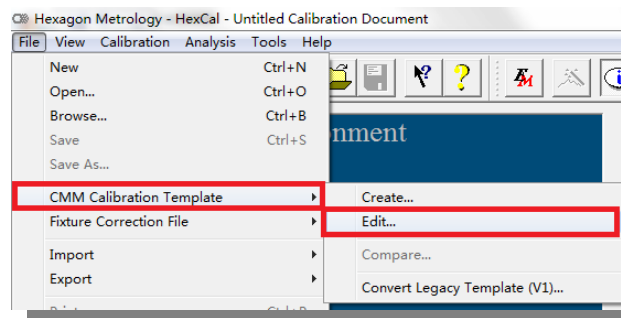 Hexagon Metrology - HexCal - Untitled Calibration Document
File View Calibration Analysis Tools Help
New Ctrl+N
Open... Ctrl+O
Browse... Ctrl+B
Save Ctrl+S
Save As...
nment
CMM Calibration Template
Create...
Fixture Correction File
Edit...
Import
Compare...
Export
Convert Legacy Template (V1)...